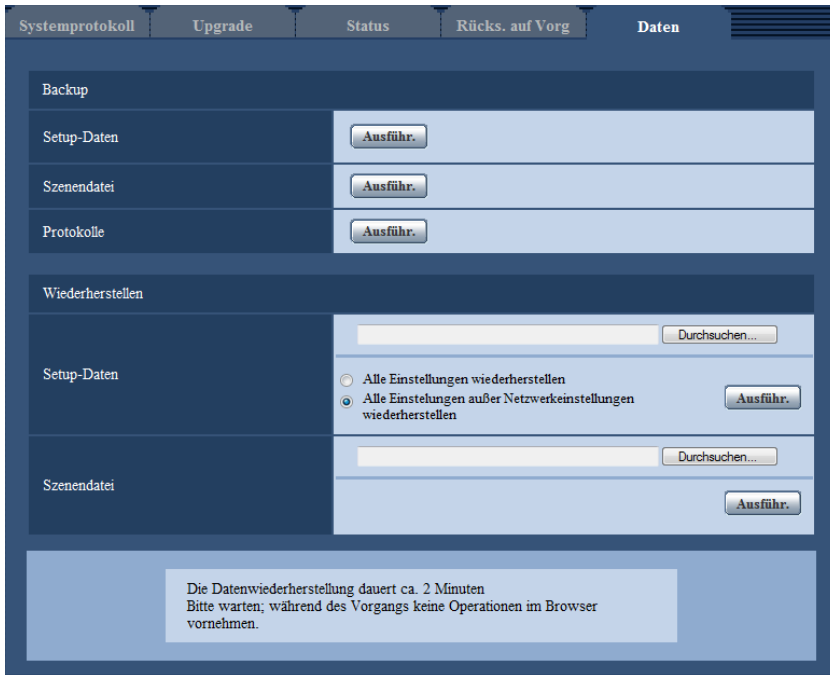 Systemprotokoll Upgrade Status Rücks. auf Vorg Daten
Backup
Setup-Daten Ausführ.
Szenendatei Ausführ.
Protokolle Ausführ.
Wiederherstellen
Durchsuchen...
Setup-Daten
Alle Einstellungen wiederherstellen
Alle Einstelungen außer Netzwerkeinstellungen
wiederherstellen
Ausführ.
Durchsuchen...
Szenendatei
Ausführ.
Die Datenwiederherstellung dauert ca. 2 Minuten
Bitte warten; während des Vorgangs keine Operationen im Browser
vornehmen.